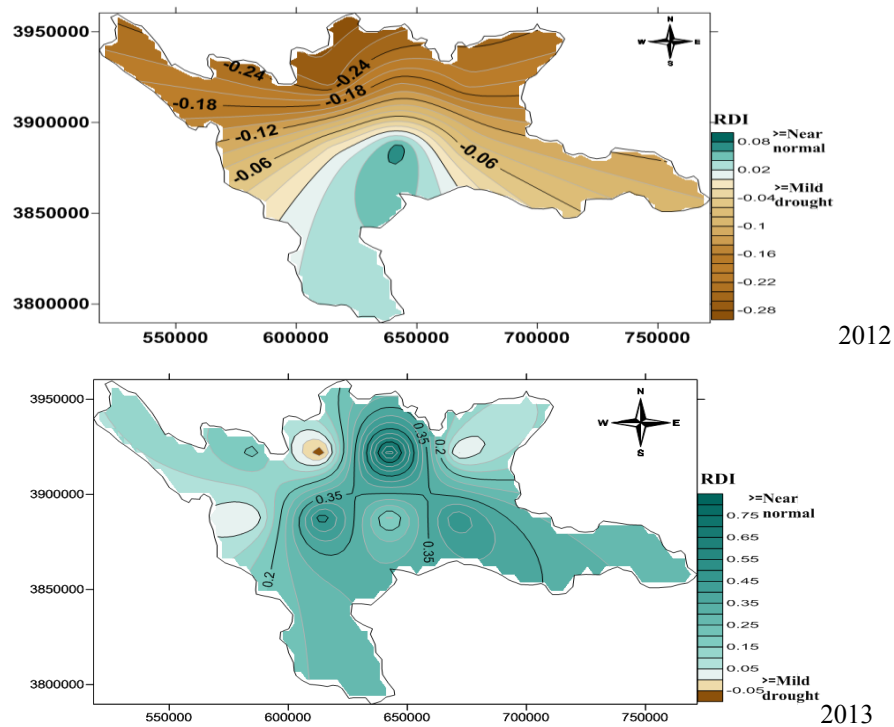 3950000
3900000
3850000
3800000
550000 600000 650000 700000 750000
-0.24
-0.24
-0.18
-0.18
-0.12
-0.06
-0.06
N
W E
S
RDI
>=Near
normal
0.08
0.02
-0.04
>=Mild
drought
-0.1
-0.16
-0.22
-0.28
2012
3950000
3900000
3850000
3800000
550000 600000 650000 700000 750000
0.35
0.2
0.35
0.2
0.35
N
W E
S
RDI
>=Near
normal
0.75
0.65
0.55
0.45
0.35
0.25
0.15
0.05
-0.05
>=Mild
drought
2013